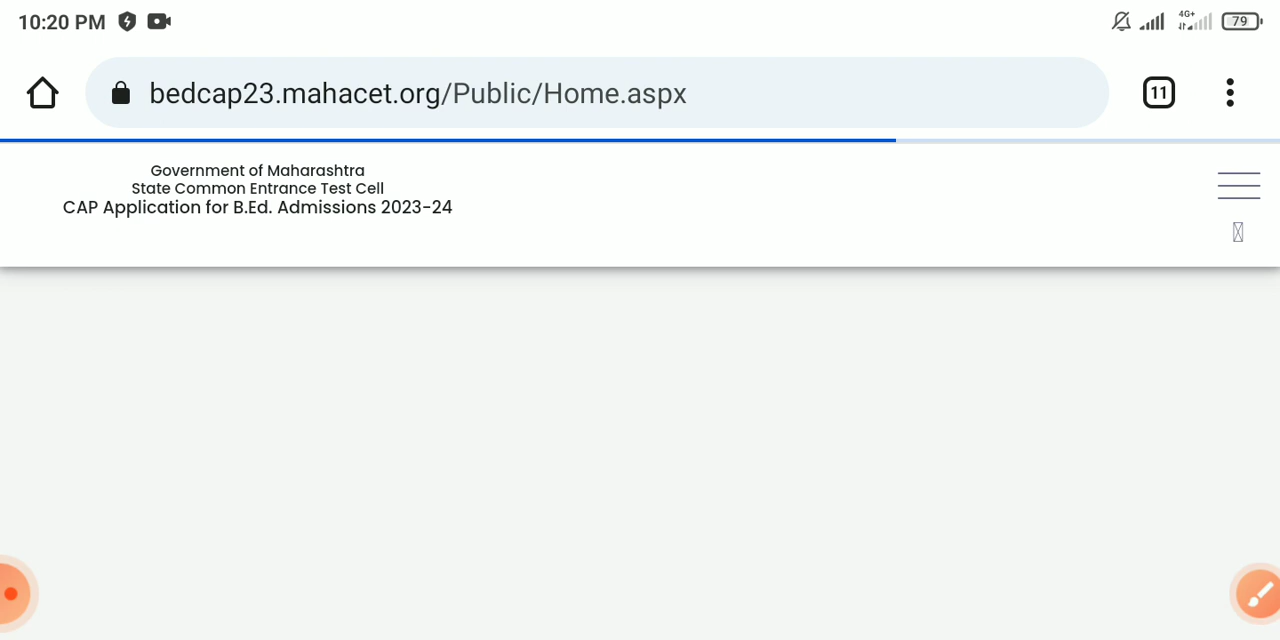 10:20 PM
4G+
79
bedcap23.mahacet.org/Public/Home.aspx
11
Government of Maharashtra
State Common Entrance Test Cell
CAP Application for B.Ed. Admissions 2023-24